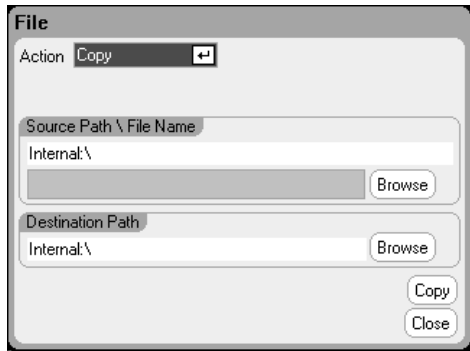 File
Action Copy
Source Path \ File Name
Internal:\
Browse
Destination Path
Internal:\ Browse
Copy
Close